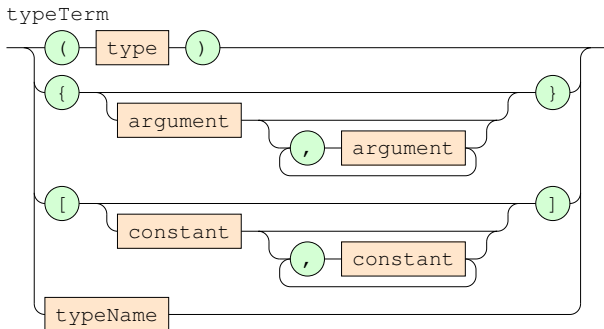 typeTerm
( type )
{ }
argument
, argument
[ ]
constant
, constant
typeName